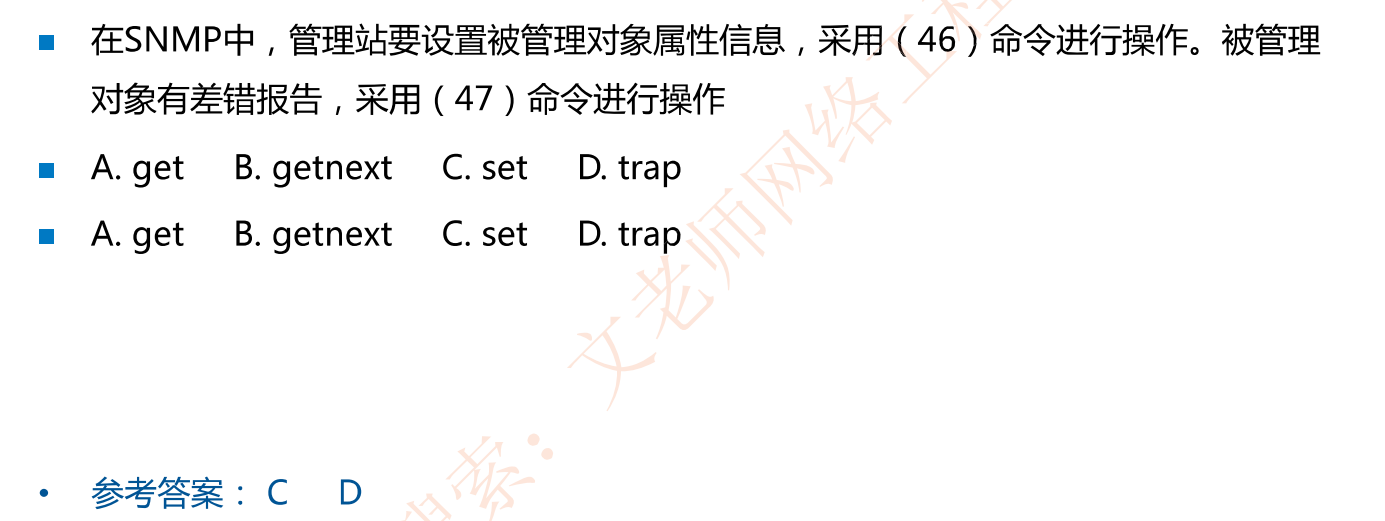 在SNMP中，管理站要设置被管理对象属性信息，采用（46）命令进行操作。被管理
对象有差错报告，采用（47）命令进行操作
A. get B. getnext C. set D. trap
A. get B. getnext C. set D. trap
参考答案： C D
搜索：文老师网络工程